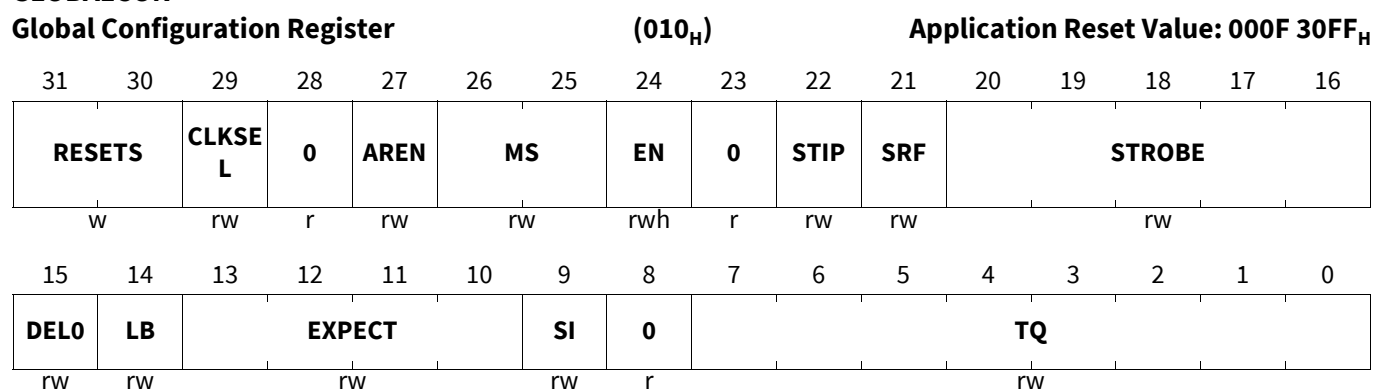 Global Configuration Register (010H) Application Reset Value: 000F 30FFH
31 30 29 28 27 26 25 24 23 22 21 20 19 18 17 16
RESETS CLKSE L 0 AREN MS EN 0 STIP SRF STROBE
w rw r rw rw rwh r rw rw rw
15 14 13 12 11 10 9 8 7 6 5 4 3 2 1 0
DEL0 LB EXPECT SI 0 TQ
rw rw rw rw r rw